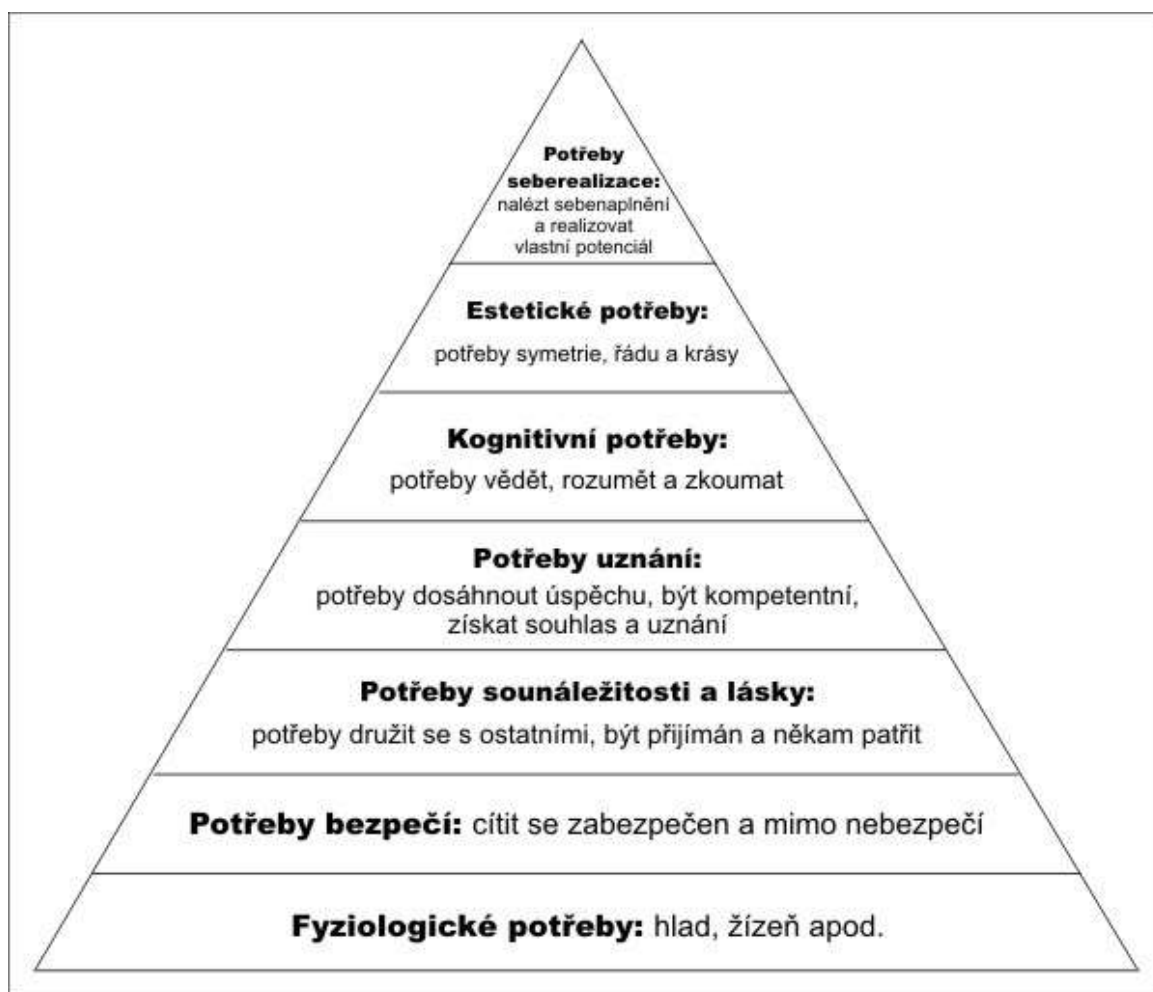 Potřeby
seberealizace:
nalézt sebenaplnění
a realizovat
vlastní potenciál
Estetické potřeby:
potřeby symetrie, řádu a krásy
Kognitivní potřeby:
potřeby vědět, rozumět a zkoumat
Potřeby uznání:
potřeby dosáhnout úspěchu, být kompetentní,
získat souhlas a uznání
Potřeby sounáležitosti a lásky:
potřeby družit se s ostatními, být přijímán a někam patřit
Potřeby bezpečí: cítit se zabezpečen a mimo nebezpečí
Fyziologické potřeby: hlad, žízeň apod.